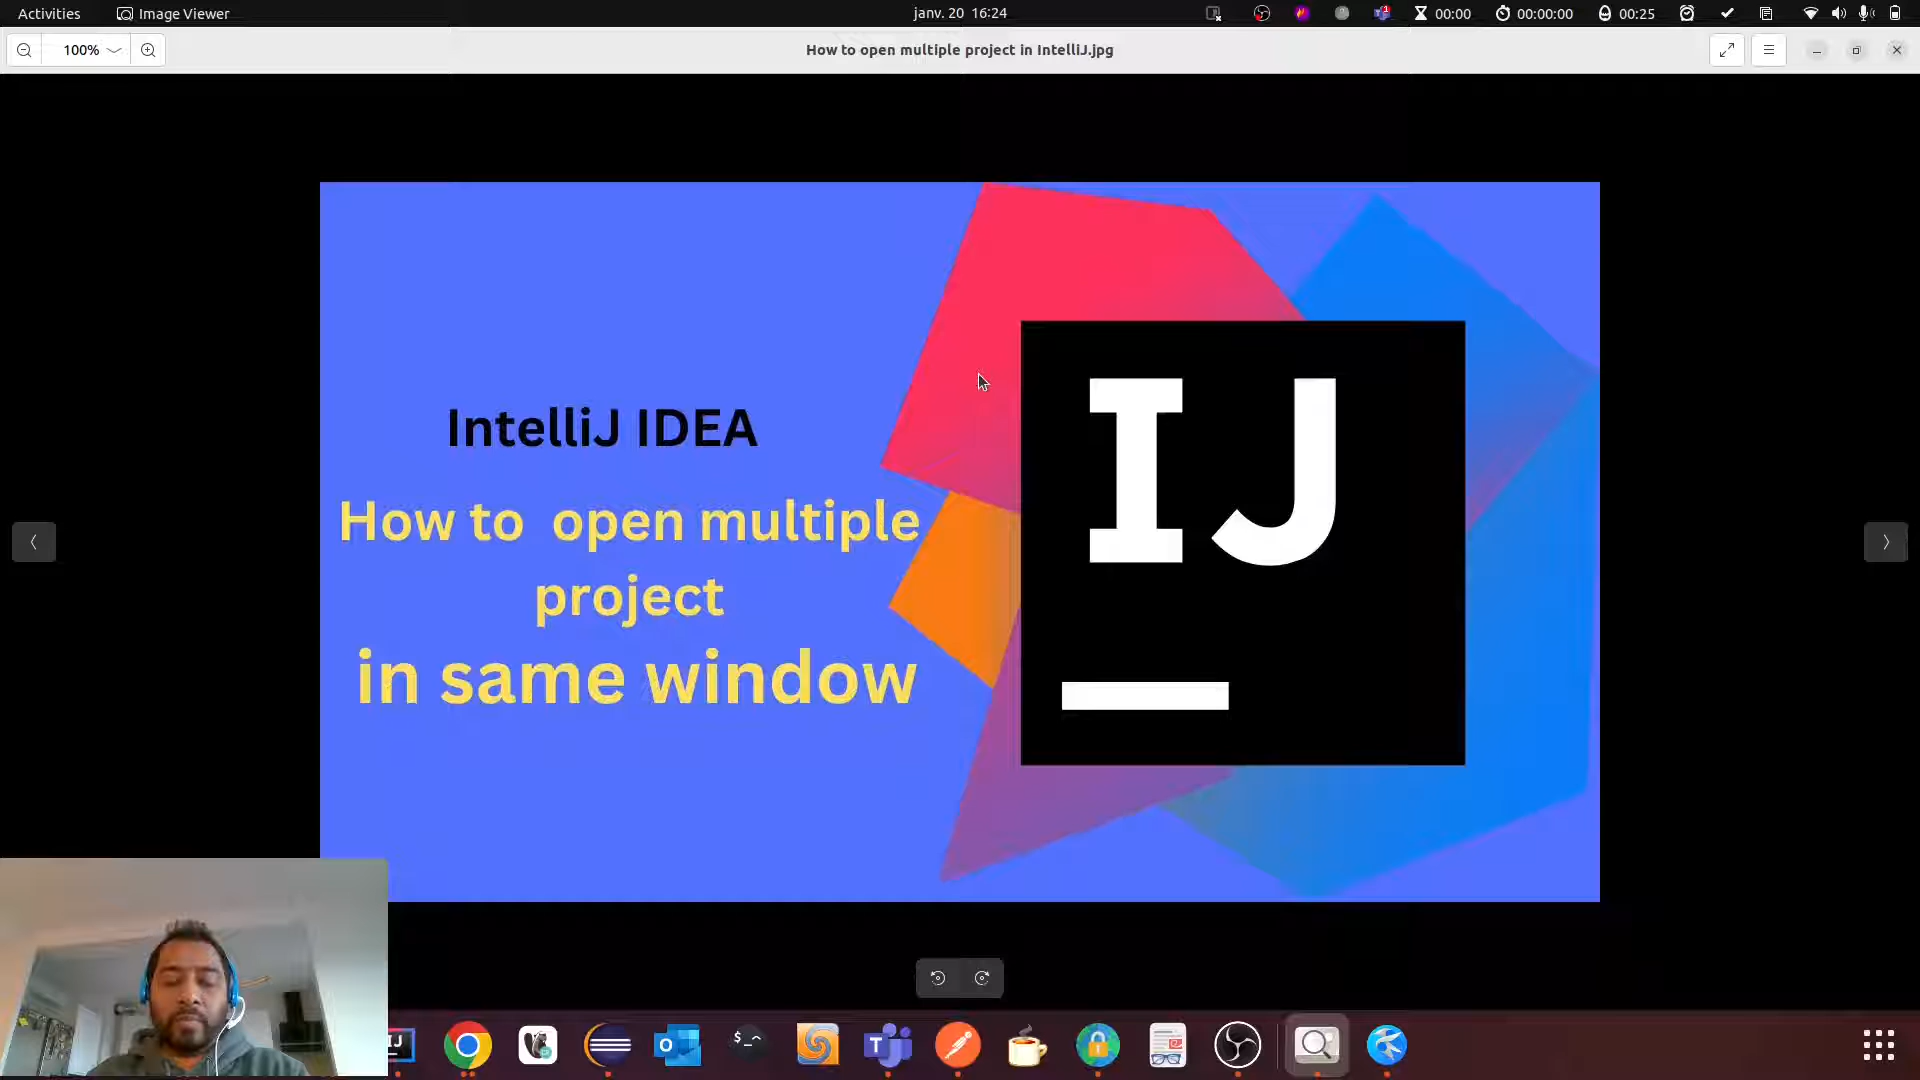 Activities
Image Viewer
janv. 20 16:24
00:00
00:00:00
00:25
100%
How to open multiple project in IntelliJ.jpg
IntelliJ IDEA
How to open multiple
project
in same window
IJ
IJ
$_
T